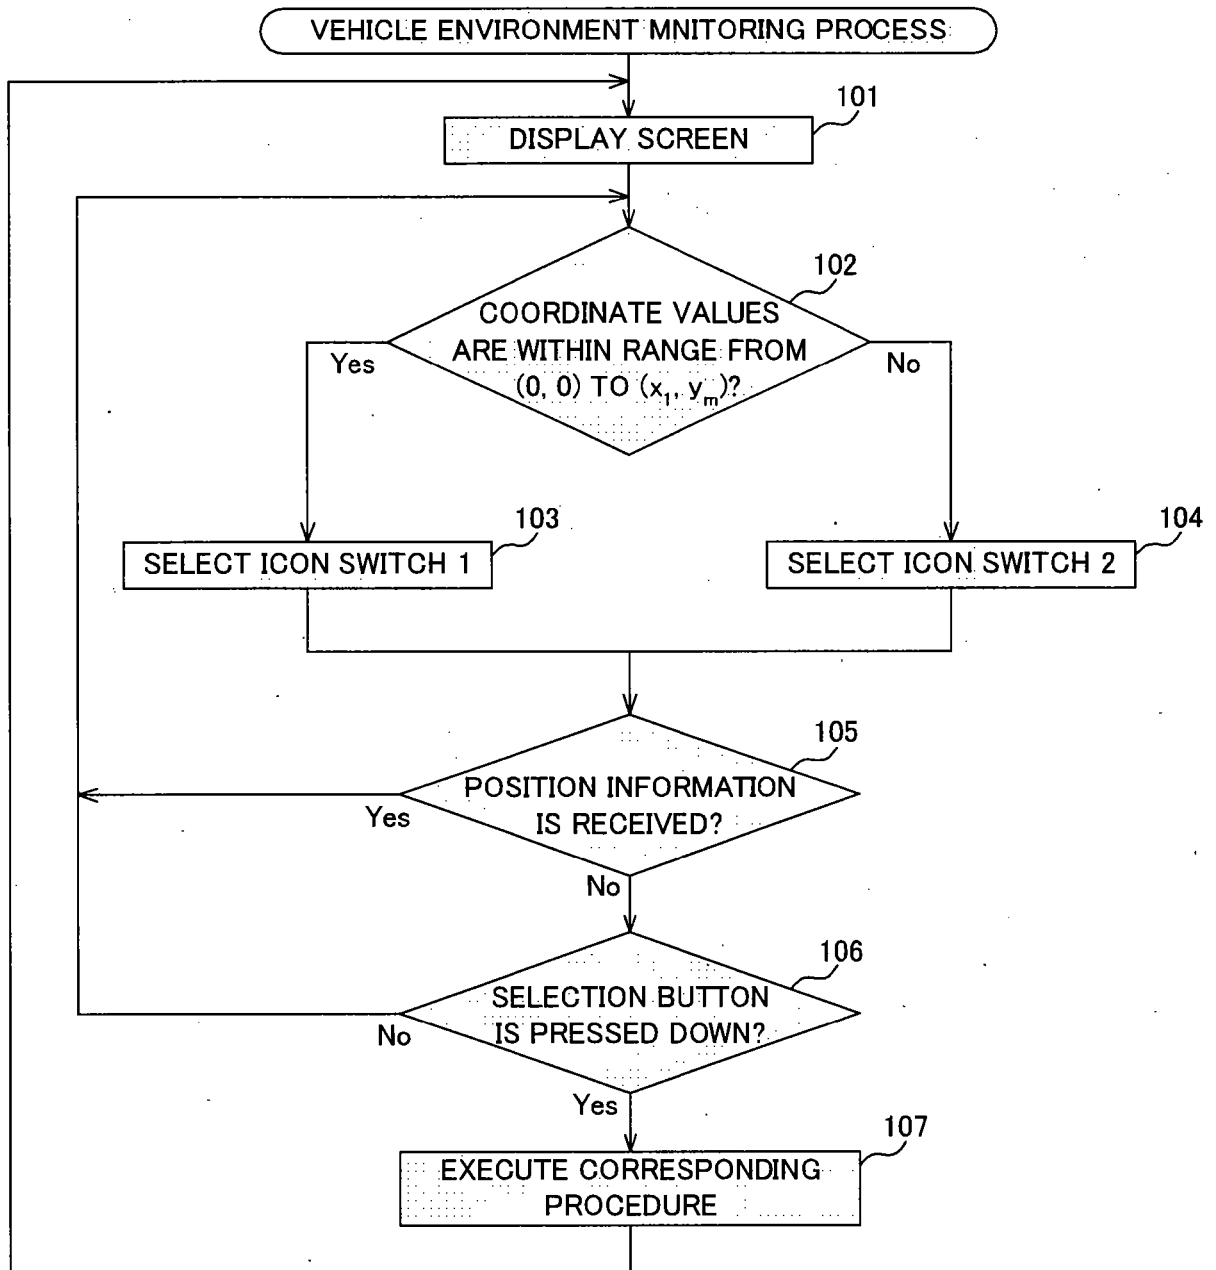 VEHICLE ENVIRONMENT MNITORING PROCESS
101
DISPLAY SCREEN
102
COORDINATE VALUES
ARE WITHIN RANGE FROM
(0, 0) TO (x₁, yₘ)?
Yes
No
103
SELECT ICON SWITCH 1
104
SELECT ICON SWITCH 2
105
POSITION INFORMATION
IS RECEIVED?
Yes
No
106
SELECTION BUTTON
IS PRESSED DOWN?
No
Yes
107
EXECUTE CORRESPONDING
PROCEDURE